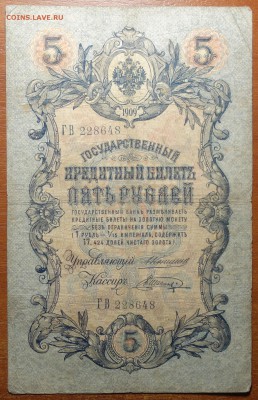 COINS.LAVE.RU
5 5
1909
ГВ 228648
ГОСУДАРСТВЕННЫЙ
КРЕДИТНЫЙ БИЛЕТЪ
ПЯТЬ РУБЛЕЙ
ГОСУДАРСТВЕННЫЙ БАНКЪ РАЗМѢНИВАЕТЪ
КРЕДИТНЫЕ БИЛЕТЫ НА ЗОЛОТУЮ МОНЕТУ
БЕЗЪ ОГРАНИЧЕНІЯ СУММЫ
(1 РУБЛЬ = 1/15 ИМПЕРІАЛА, СОДЕРЖИТЪ
17,424 ДОЛЕЙ ЧИСТАГО ЗОЛОТА)
Управляющій
Кассиръ
ГВ 228648
5